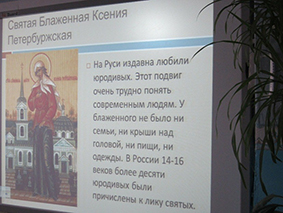 Святая Блаженная Ксения
Петербуржская
На Руси издавна любили
юродивых. Этот подвиг
очень трудно понять
современным людям. У
блаженного не было ни
семьи, ни крыши над
головой, ни пищи, ни
одежды. В России 14-16
веков более десяти
юродивых были
причислены к лику святых.